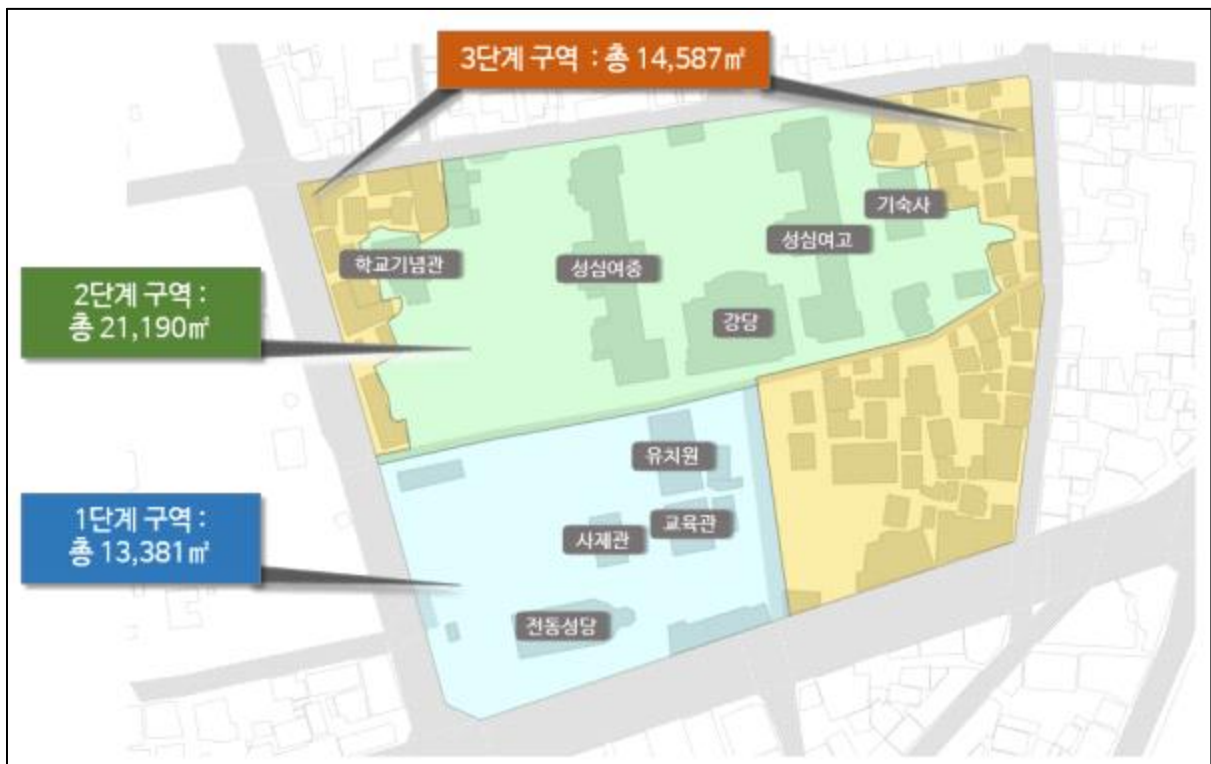 3단계 구역 : 총 14,587㎡
기숙사
성심여고
학교기념관
성심여중
2단계 구역 :
총 21,190㎡
강당
유치원
1단계 구역 :
총 13,381㎡
교육관
사제관
전동성당